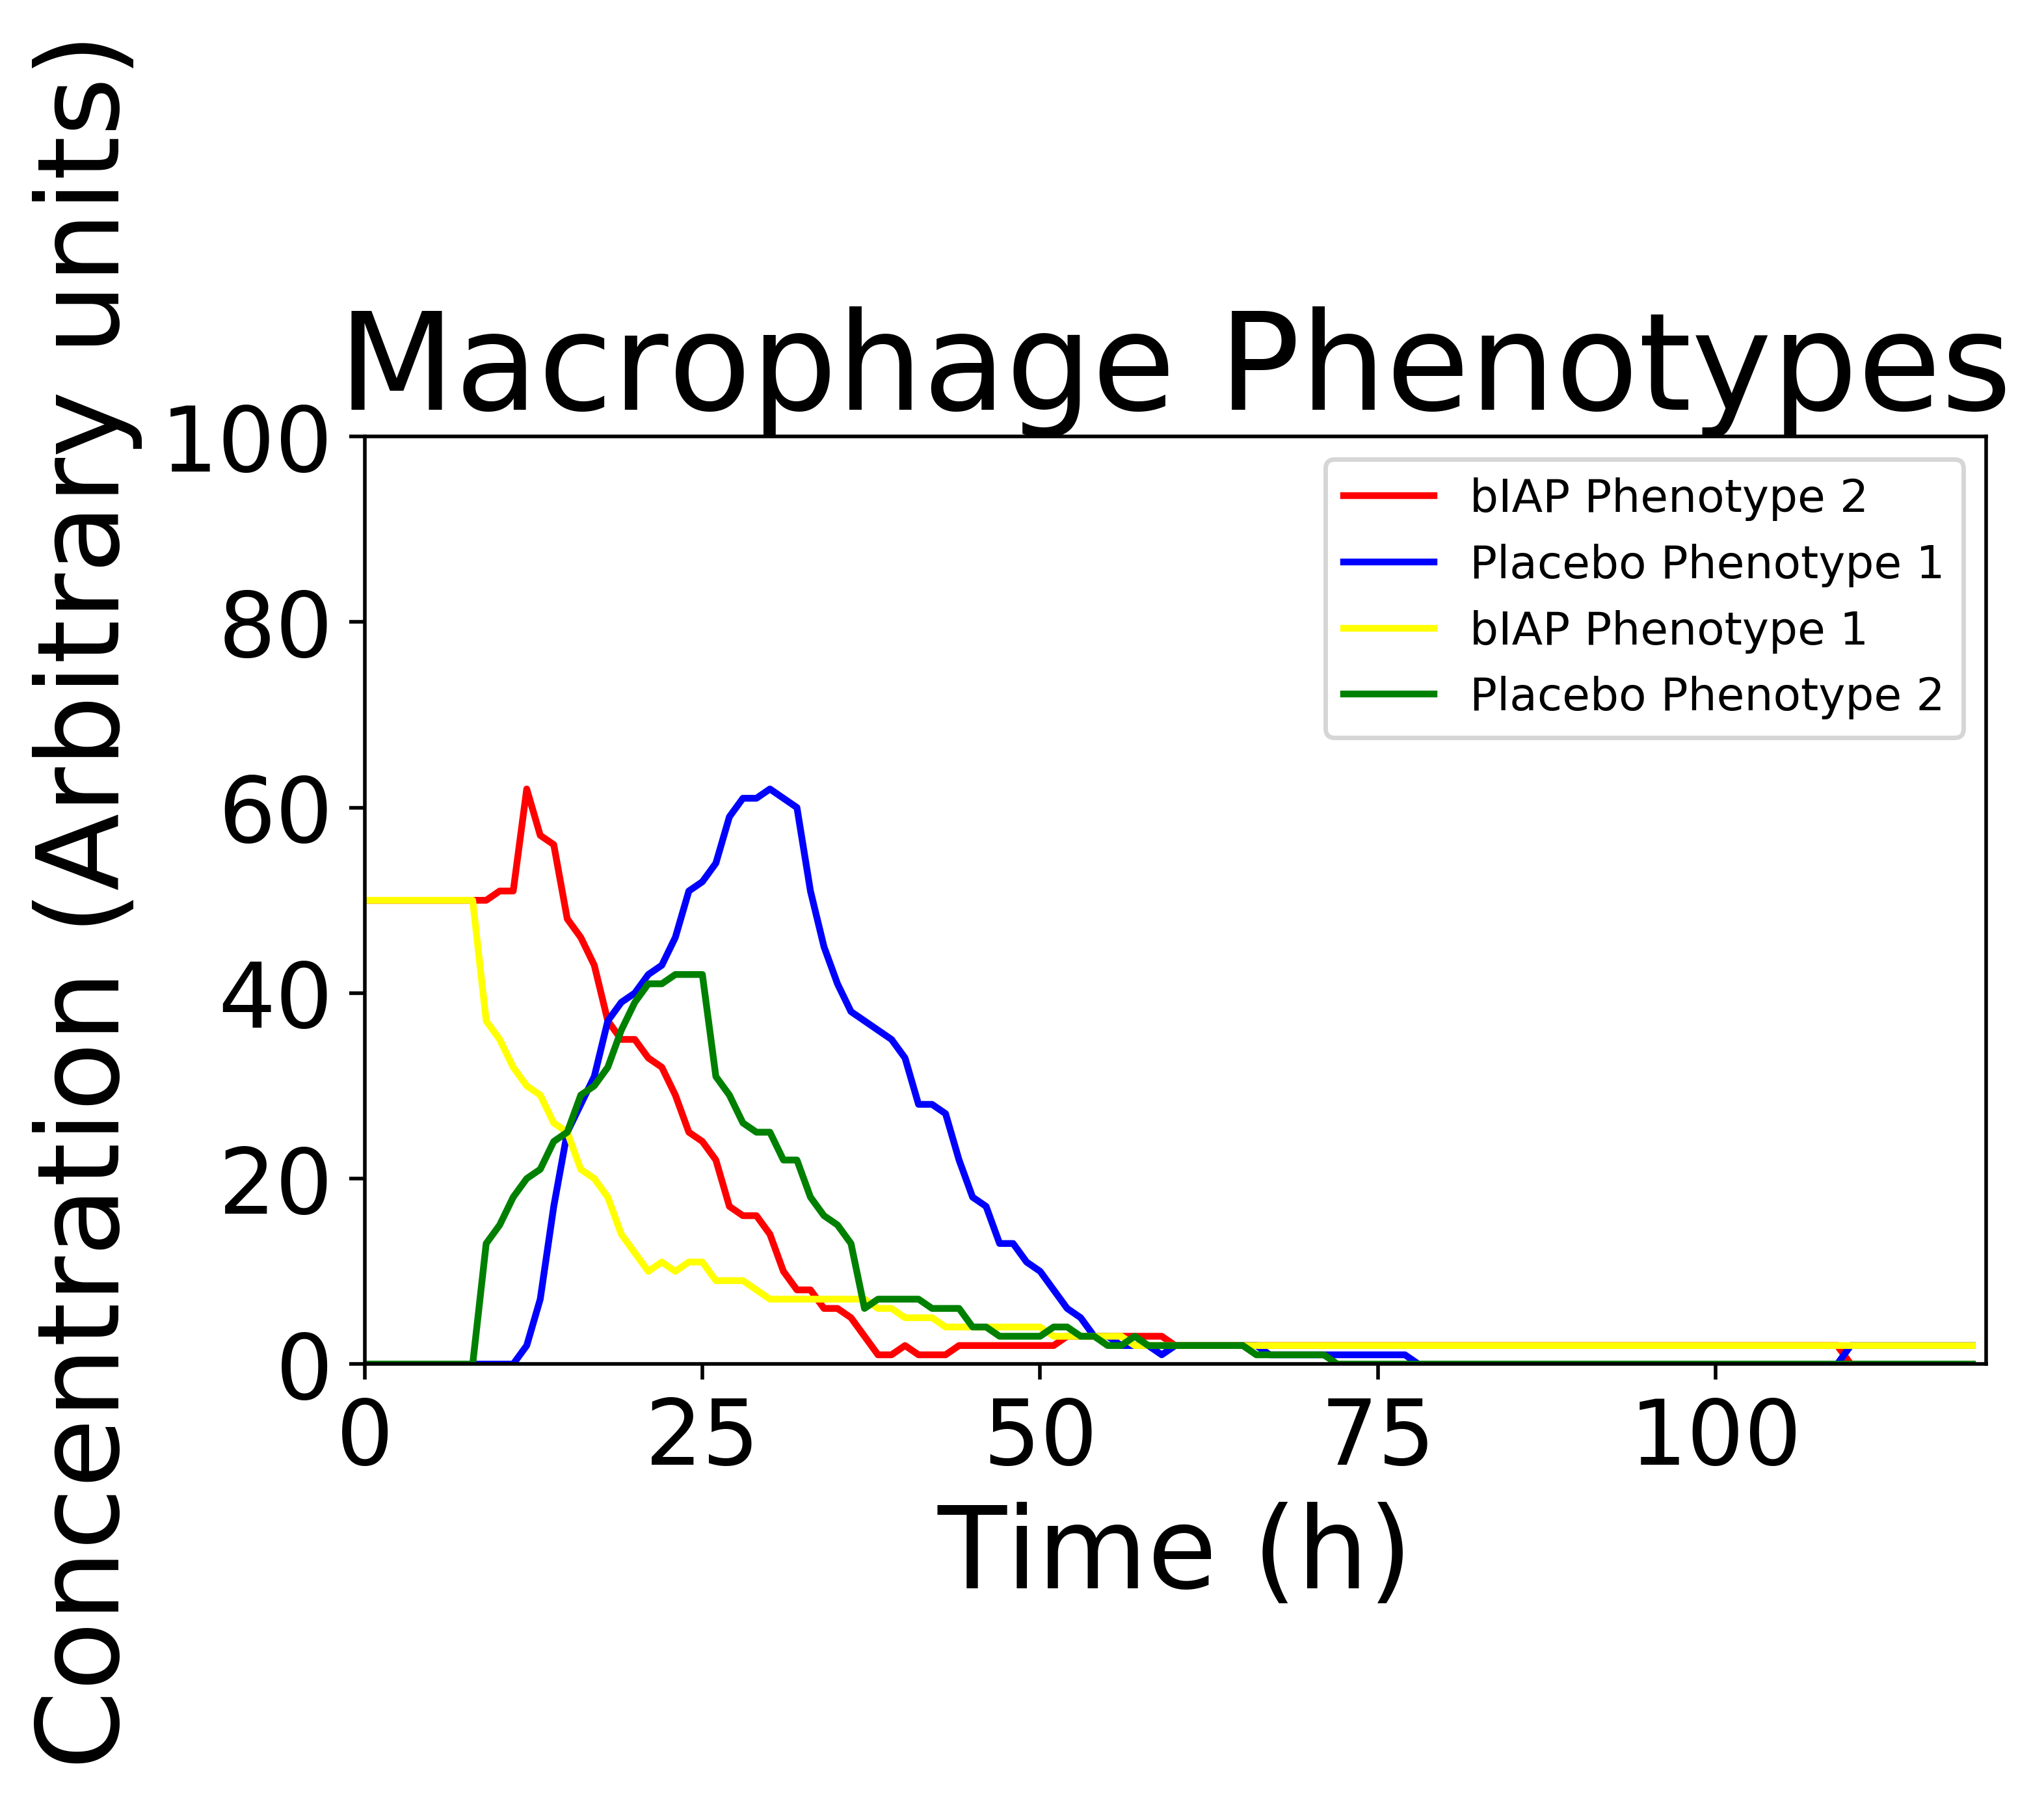 Macrophage Phenotypes
Concentration (Arbitrary units)
100
80
60
40
20
0
bIAP Phenotype 2
Placebo Phenotype 1
bIAP Phenotype 1
Placebo Phenotype 2
0 25 50 75 100
Time (h)